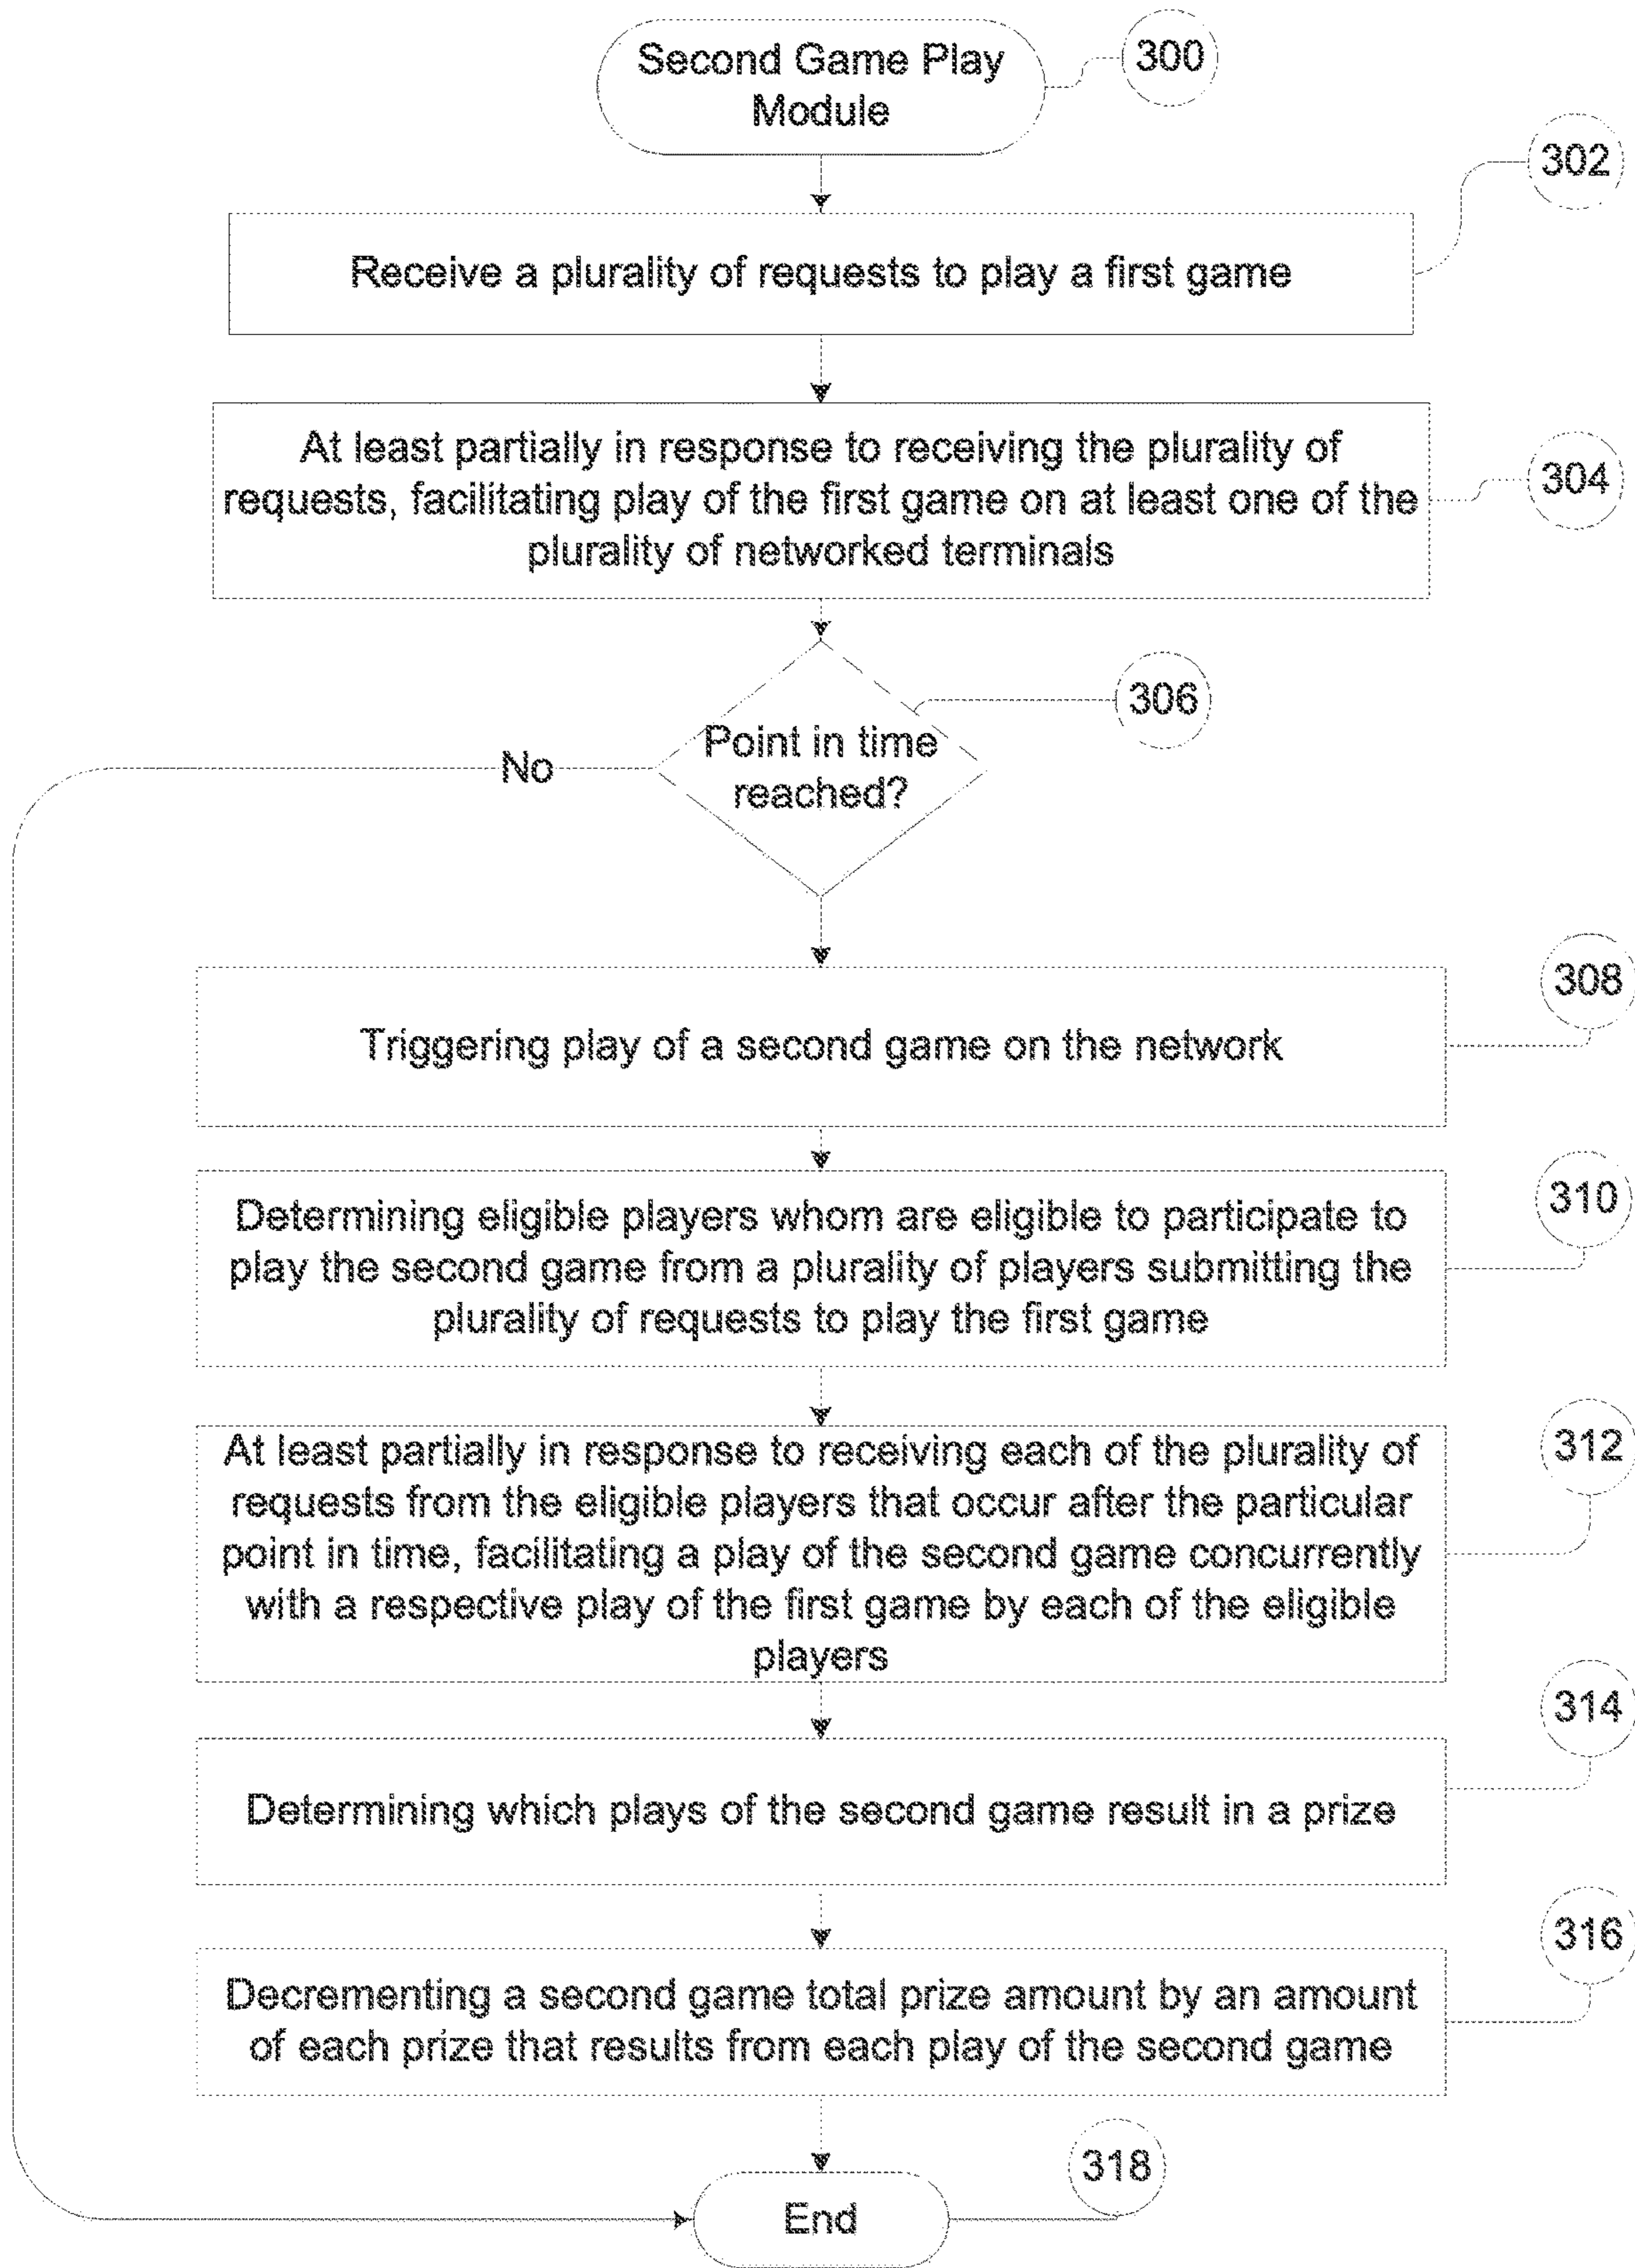 Second Game Play
Module
300
302
Receive a plurality of requests to play a first game
At least partially in response to receiving the plurality of
requests, facilitating play of the first game on at least one of the
plurality of networked terminals
304
306
Point in time
reached?
No
308
Triggering play of a second game on the network
310
Determining eligible players whom are eligible to participate to
play the second game from a plurality of players submitting the
plurality of requests to play the first game
312
At least partially in response to receiving each of the plurality of
requests from the eligible players that occur after the particular
point in time, facilitating a play of the second game concurrently
with a respective play of the first game by each of the eligible
players
314
Determining which plays of the second game result in a prize
316
Decrementing a second game total prize amount by an amount
of each prize that results from each play of the second game
318
End